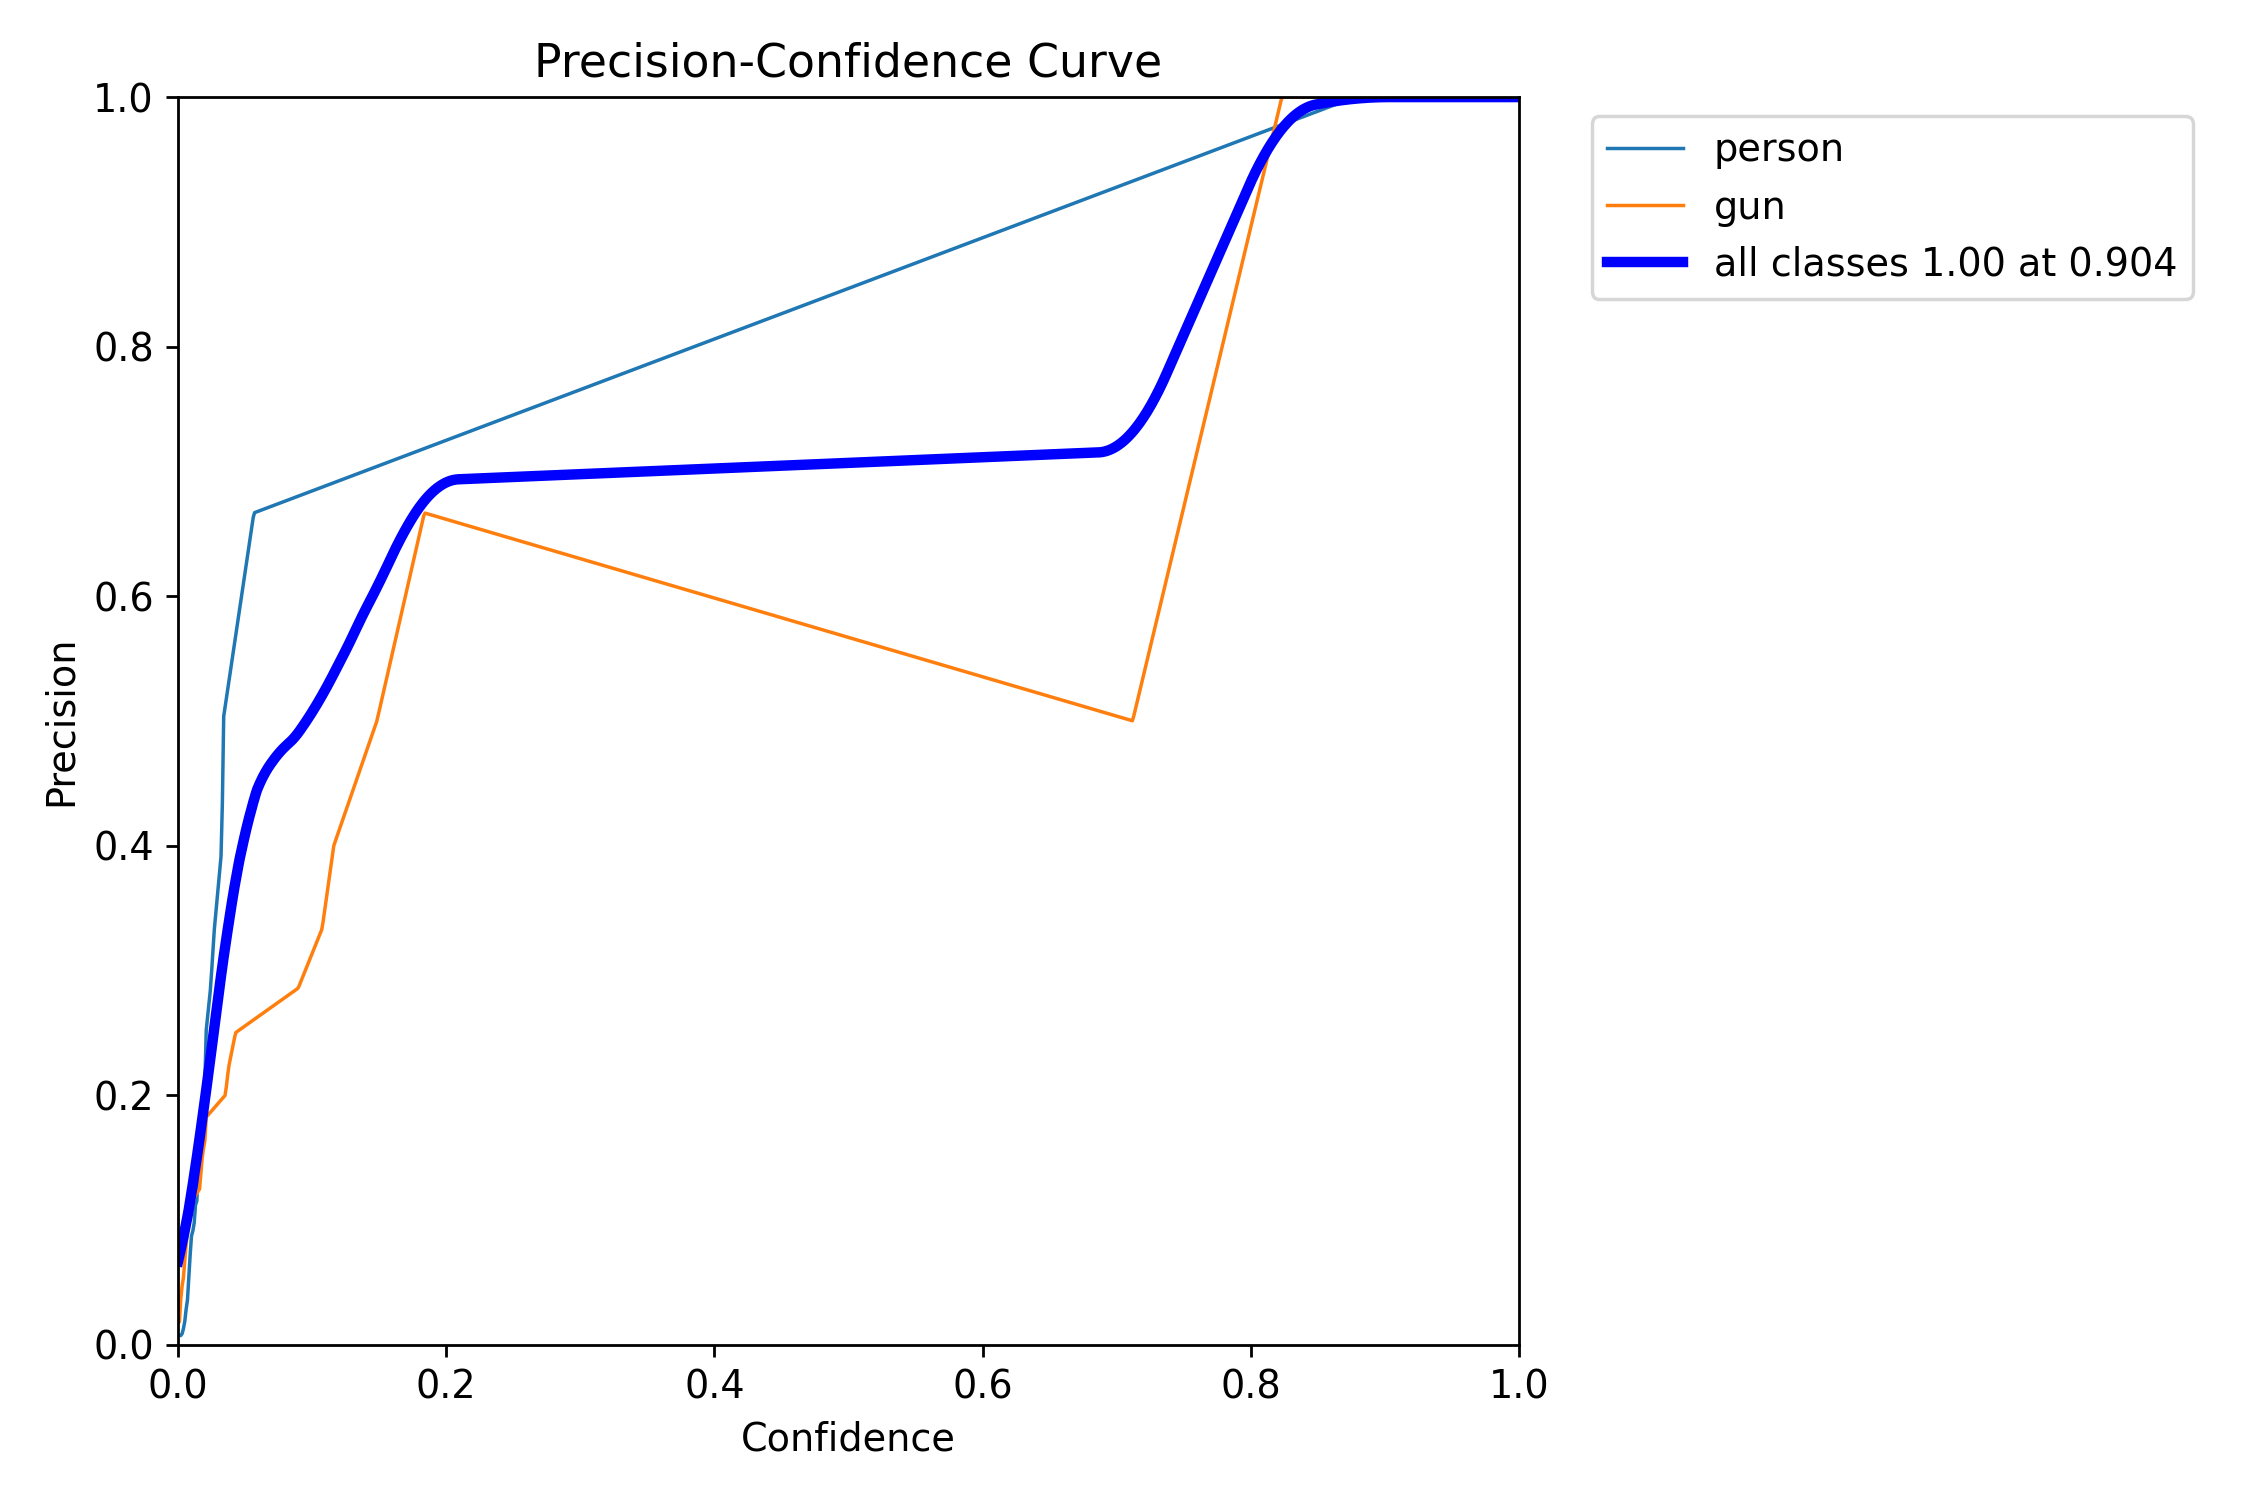 Precision-Confidence Curve
1.0
0.8
0.6
0.4
0.2
0.0
Precision
0.0 0.2 0.4 0.6 0.8 1.0
Confidence
person
gun
all classes 1.00 at 0.904